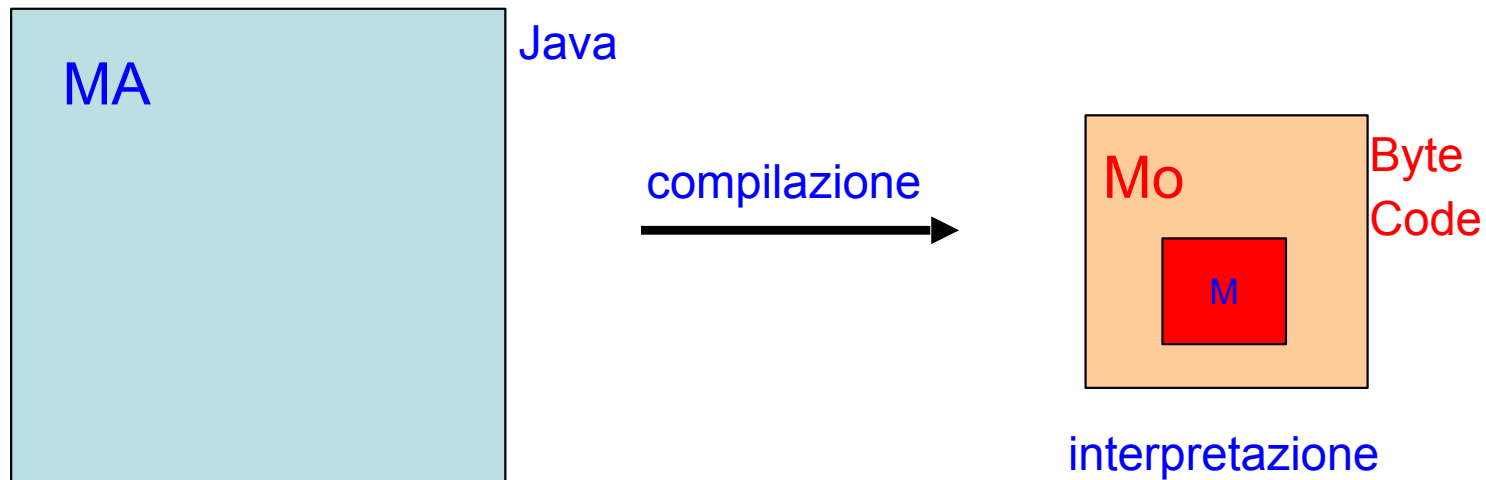 Java
MA
compilazione
Byte
Mo
Code
M
interpretazione